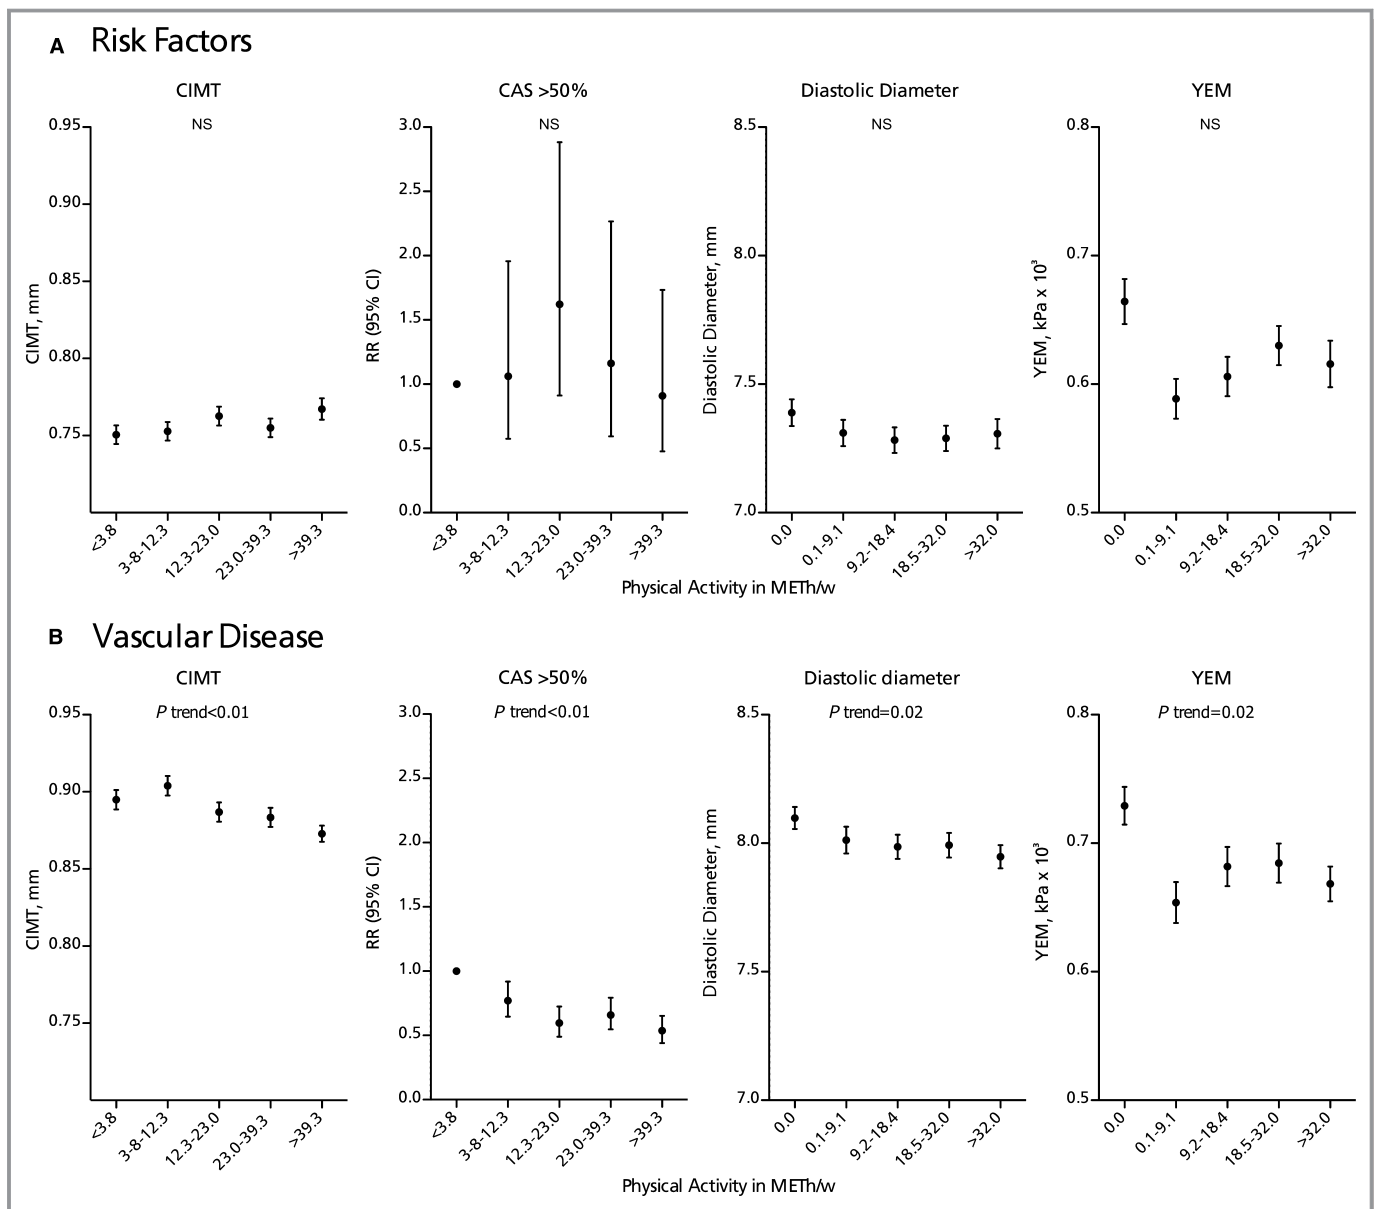 A Risk Factors
CIMT
NS
0.95
0.90
0.85
0.80
0.75
CIMT, mm
<3.8
3-8-12.3
12.3-23.0
23.0-39.3
>39.3
CAS >50%
NS
3.0
2.5
2.0
1.5
1.0
0.5
0.0
RR (95% CI)
<3.8
3-8-12.3
12.3-23.0
23.0-39.3
>39.3
Diastolic Diameter
NS
8.5
8.0
7.5
7.0
Diastolic Diameter, mm
0.0
0.1-9.1
9.2-18.4
18.5-32.0
>32.0
YEM
NS
0.8
0.7
0.6
0.5
YEM, kPa x 10³
0.0
0.1-9.1
9.2-18.4
18.5-32.0
>32.0
Physical Activity in METh/w
B Vascular Disease
CIMT
P trend<0.01
0.95
0.90
0.85
0.80
0.75
CIMT, mm
<3.8
3-8-12.3
12.3-23.0
23.0-39.3
>39.3
CAS >50%
P trend<0.01
3.0
2.5
2.0
1.5
1.0
0.5
0.0
RR (95% CI)
<3.8
3-8-12.3
12.3-23.0
23.0-39.3
>39.3
Diastolic diameter
P trend=0.02
8.5
8.0
7.5
7.0
Diastolic Diameter, mm
0.0
0.1-9.1
9.2-18.4
18.5-32.0
>32.0
YEM
P trend=0.02
0.8
0.7
0.6
0.5
YEM, kPa x 10³
0.0
0.1-9.1
9.2-18.4
18.5-32.0
>32.0
Physical Activity in METh/w